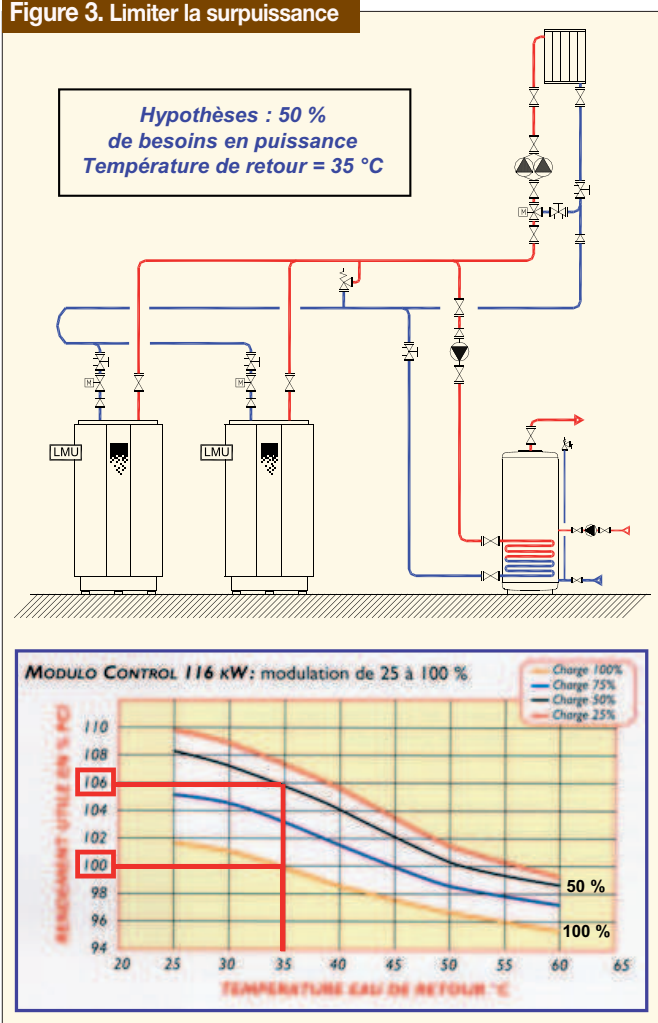 Figure 3. Limiter la surpuissance
Hypothèses : 50 %
de besoins en puissance
Température de retour = 35 °C
M
M
M
LMU
LMU
MODULO CONTROL 116 KW: modulation de 25 à 100 %
Charge 100%
Charge 75%
Charge 50%
Charge 25%
RENDEMENT UTILE EN % PCI
110
108
106
104
102
100
98
96
94
50 %
100 %
20 25 30 35 40 45 50 55 60 65
TEMPÉRATURE EAU DE RETOUR °C